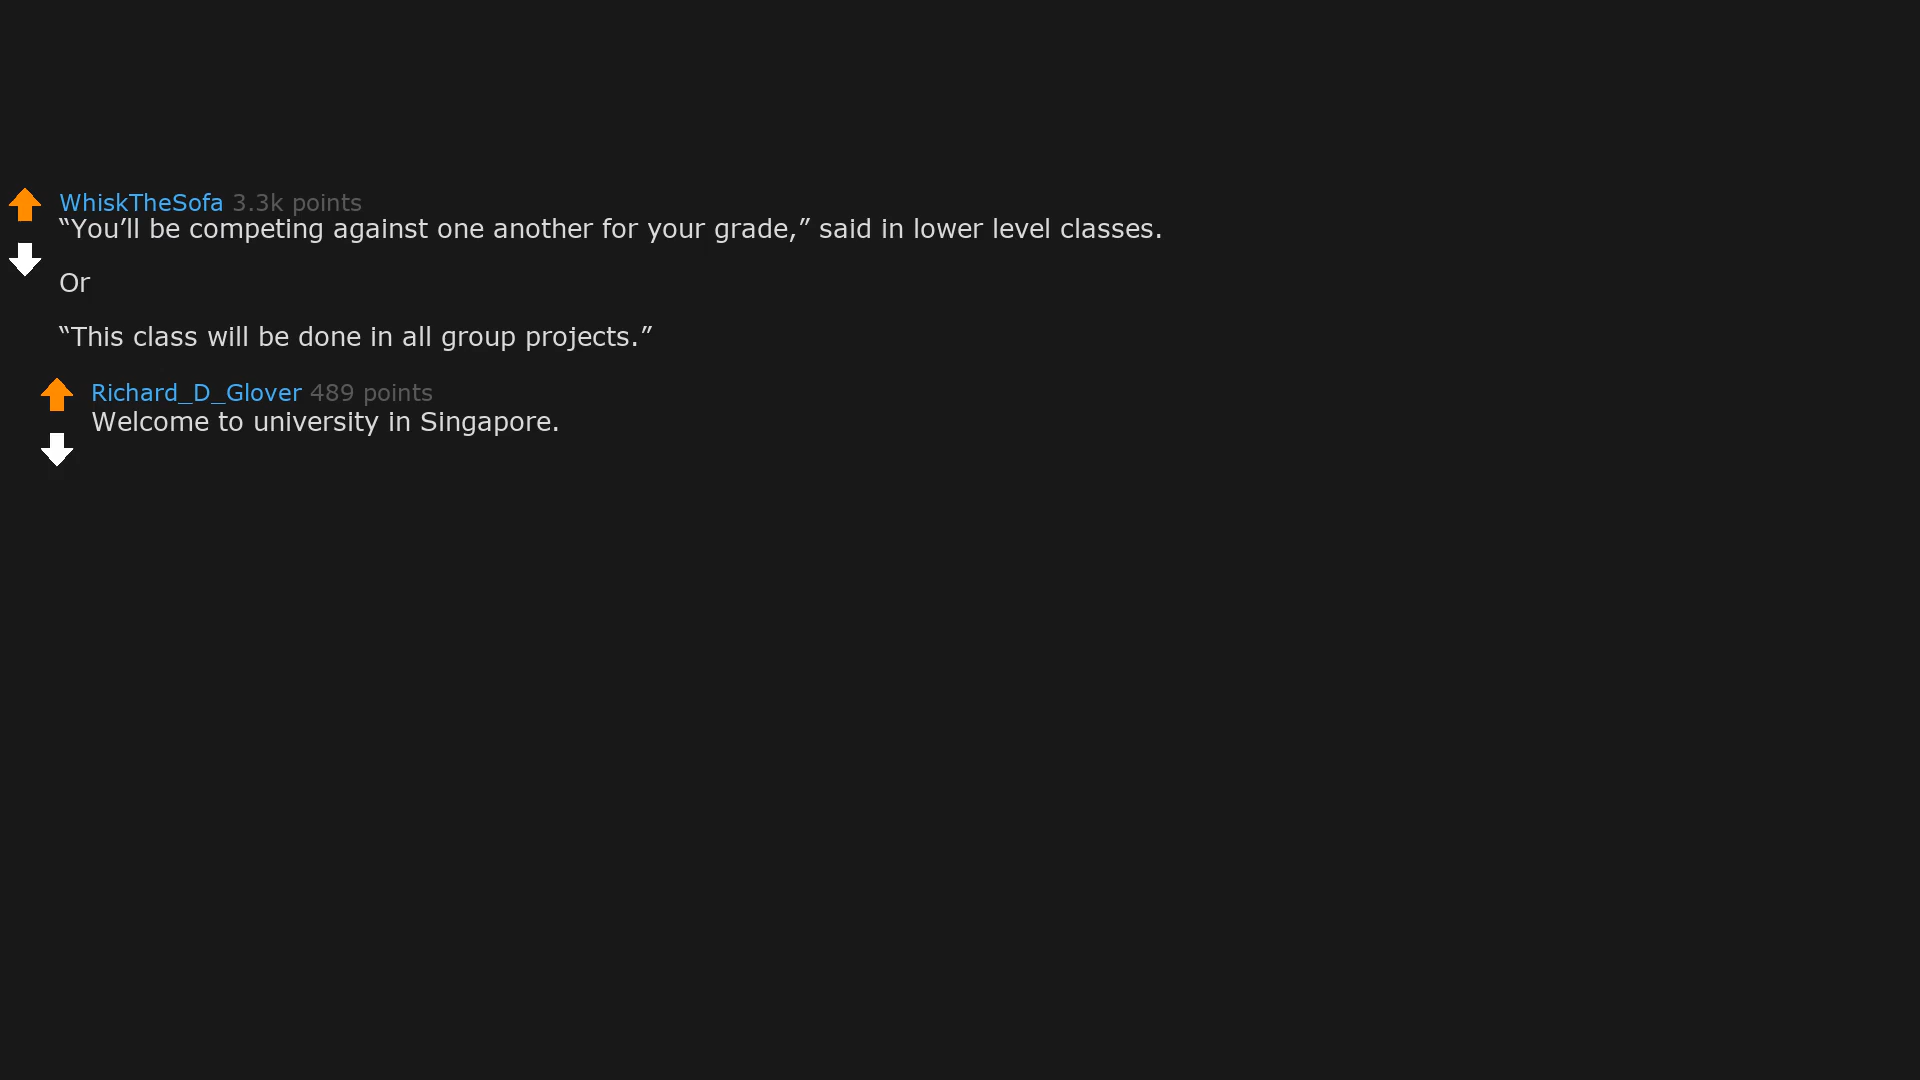 WhiskTheSofa 3.3k points
“You’ll be competing against one another for your grade,” said in lower level classes.
Or
“This class will be done in all group projects.”
Richard_D_Glover 489 points
Welcome to university in Singapore.